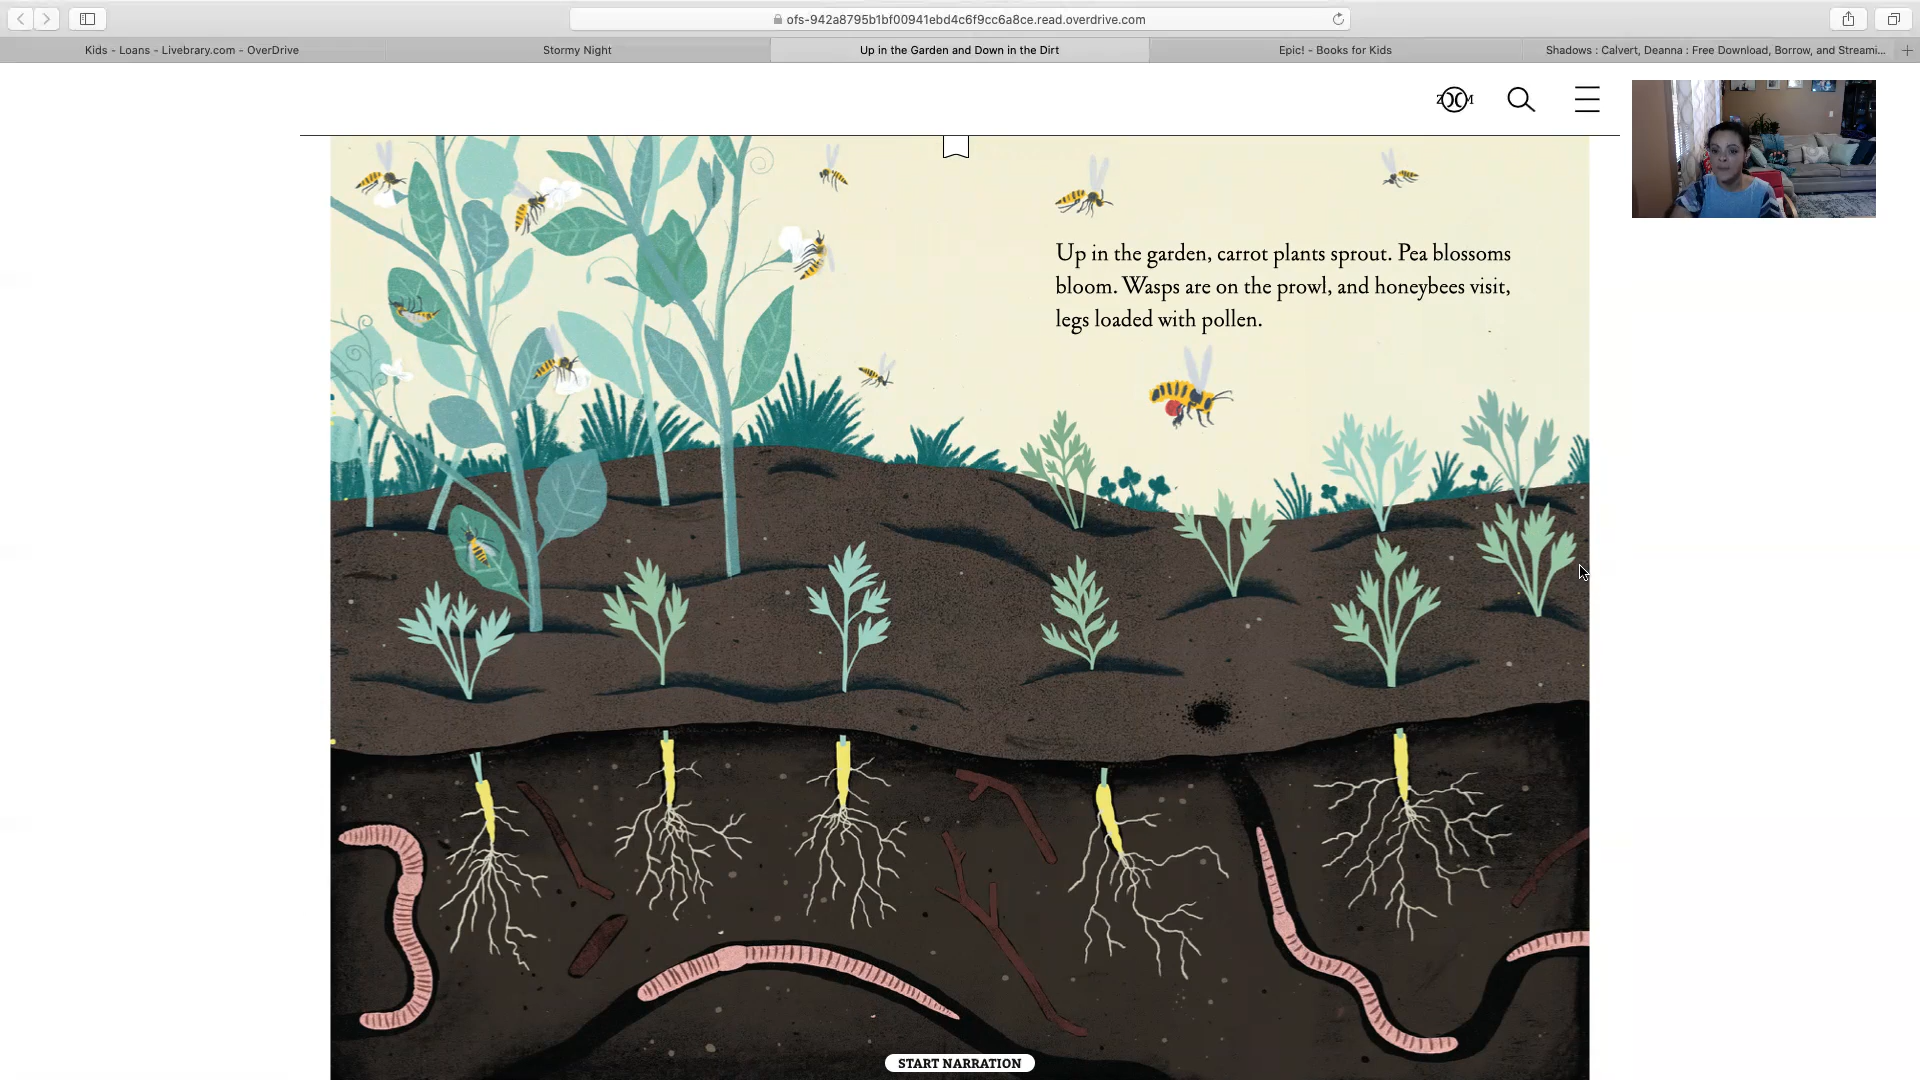 ofs-942a8795b1bf00941ebd4c6f9cc6a8ce.read.overdrive.com
Kids - Loans - Livebrary.com - OverDrive
Stormy Night
Up in the Garden and Down in the Dirt
Epic! - Books for Kids
Shadows : Calvert, Deanna : Free Download, Borrow, and Streami...
ZOOM
Up in the garden, carrot plants sprout. Pea blossoms
bloom. Wasps are on the prowl, and honeybees visit,
legs loaded with pollen.
START NARRATION